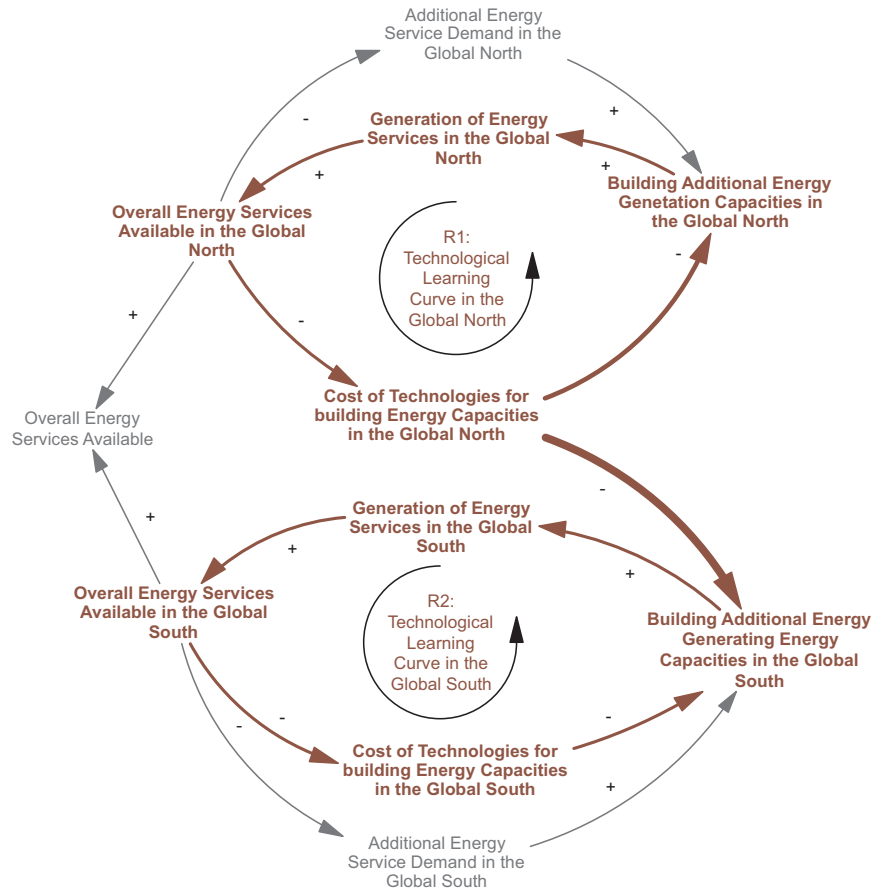 Additional Energy
Service Demand in the
Global North
+
-
Generation of Energy
Services in the Global
North
+
+
Building Additional Energy
Genetation Capacities in
the Global North
Overall Energy Services
Available in the Global
North
R1:
Technological
Learning
Curve in the
Global North
-
+
-
Cost of Technologies for
building Energy Capacities
in the Global North
Overall Energy
Services Available
-
+
Generation of Energy
Services in the Global
South
+
+
Overall Energy Services
Available in the Global
South
R2:
Technological
Learning
Curve in the
Global South
Building Additional Energy
Generating Energy
Capacities in the Global
South
-
-
-
Cost of Technologies for
building Energy Capacities
in the Global South
+
Additional Energy
Service Demand in the
Global South